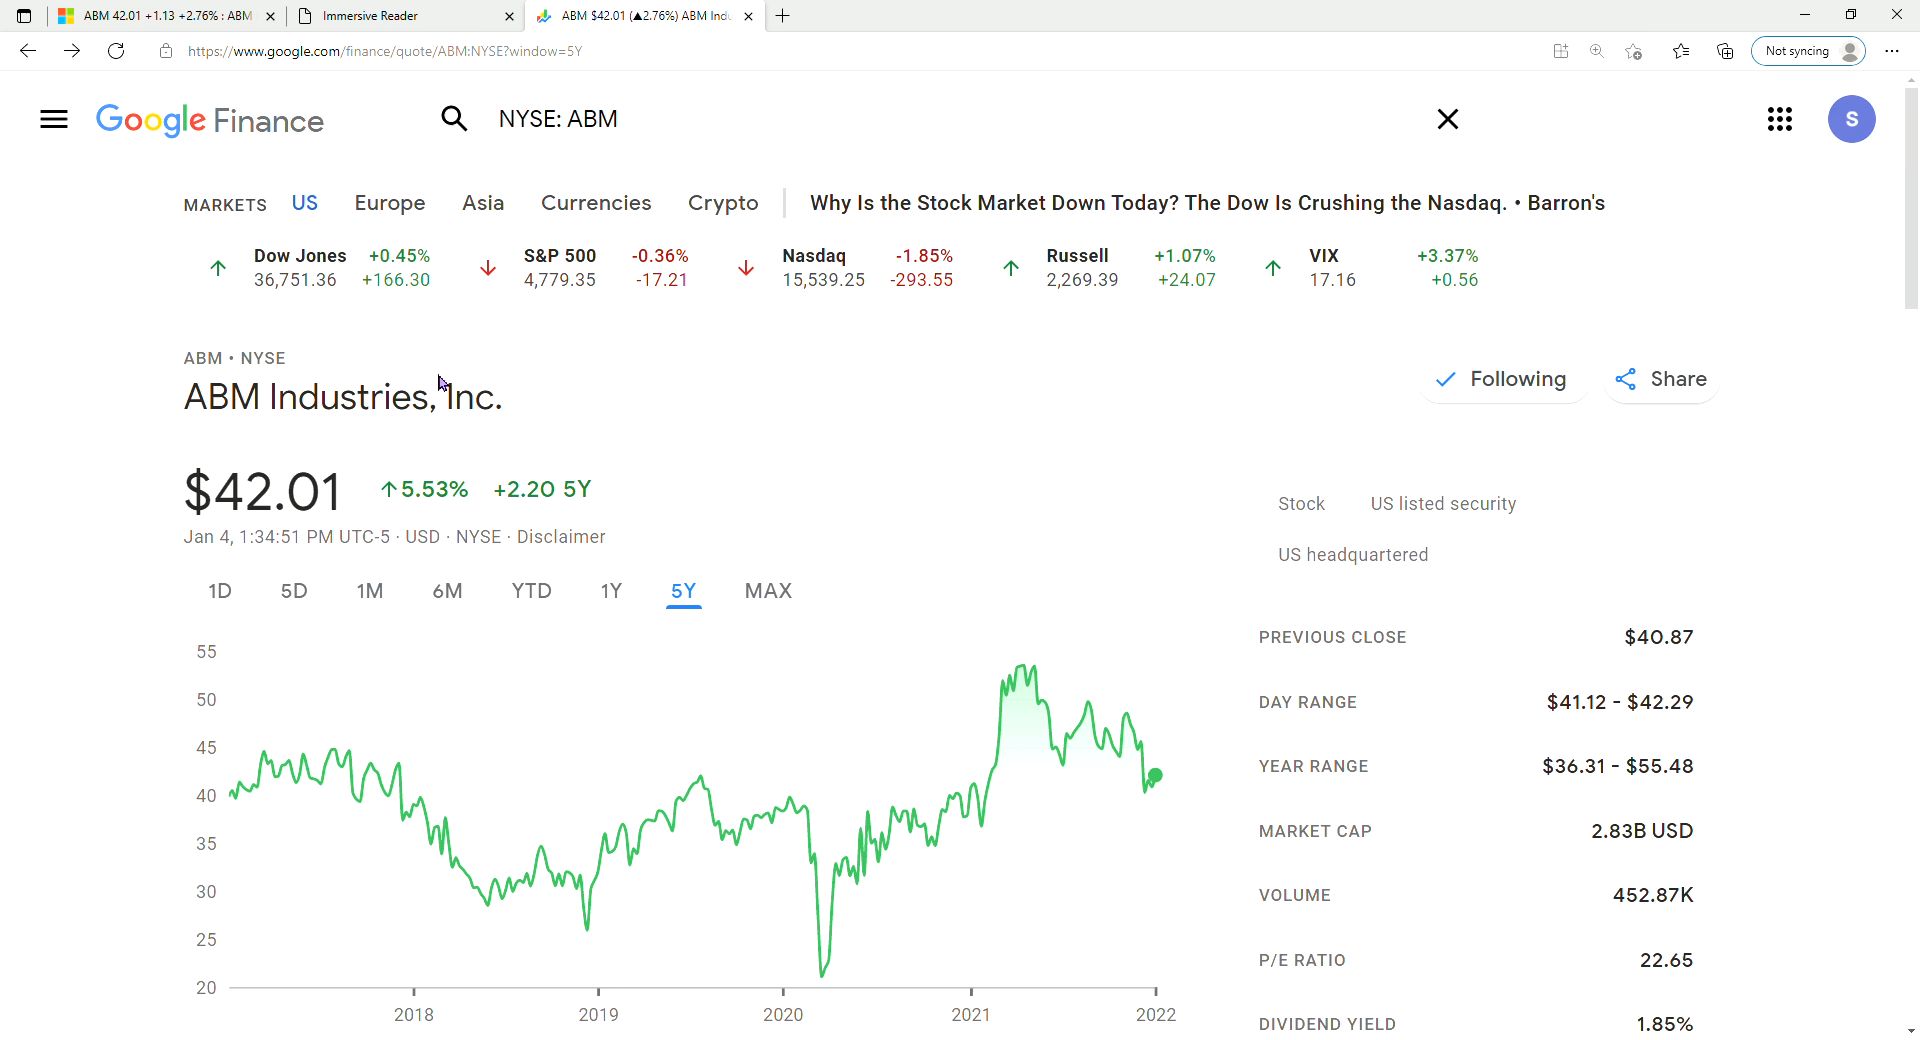 ABM 42.01 +1.13 +2.76% : ABM
Immersive Reader
ABM $42.01 (▲2.76%) ABM Indu
https://www.google.com/finance/quote/ABM:NYSE?window=5Y
Not syncing
Google Finance
NYSE: ABM
S
MARKETS US Europe Asia Currencies Crypto
Why Is the Stock Market Down Today? The Dow Is Crushing the Nasdaq. • Barron's
Dow Jones +0.45%
36,751.36 +166.30
S&P 500 -0.36%
4,779.35 -17.21
Nasdaq -1.85%
15,539.25 -293.55
Russell +1.07%
2,269.39 +24.07
VIX +3.37%
17.16 +0.56
ABM • NYSE
ABM Industries, Inc.
Following
Share
$42.01 ↑5.53% +2.20 5Y
Jan 4, 1:34:51 PM UTC-5 · USD · NYSE · Disclaimer
1D 5D 1M 6M YTD 1Y 5Y MAX
55
50
45
40
35
30
25
20
2018 2019 2020 2021 2022
Stock US listed security
US headquartered
PREVIOUS CLOSE $40.87
DAY RANGE $41.12 - $42.29
YEAR RANGE $36.31 - $55.48
MARKET CAP 2.83B USD
VOLUME 452.87K
P/E RATIO 22.65
DIVIDEND YIELD 1.85%